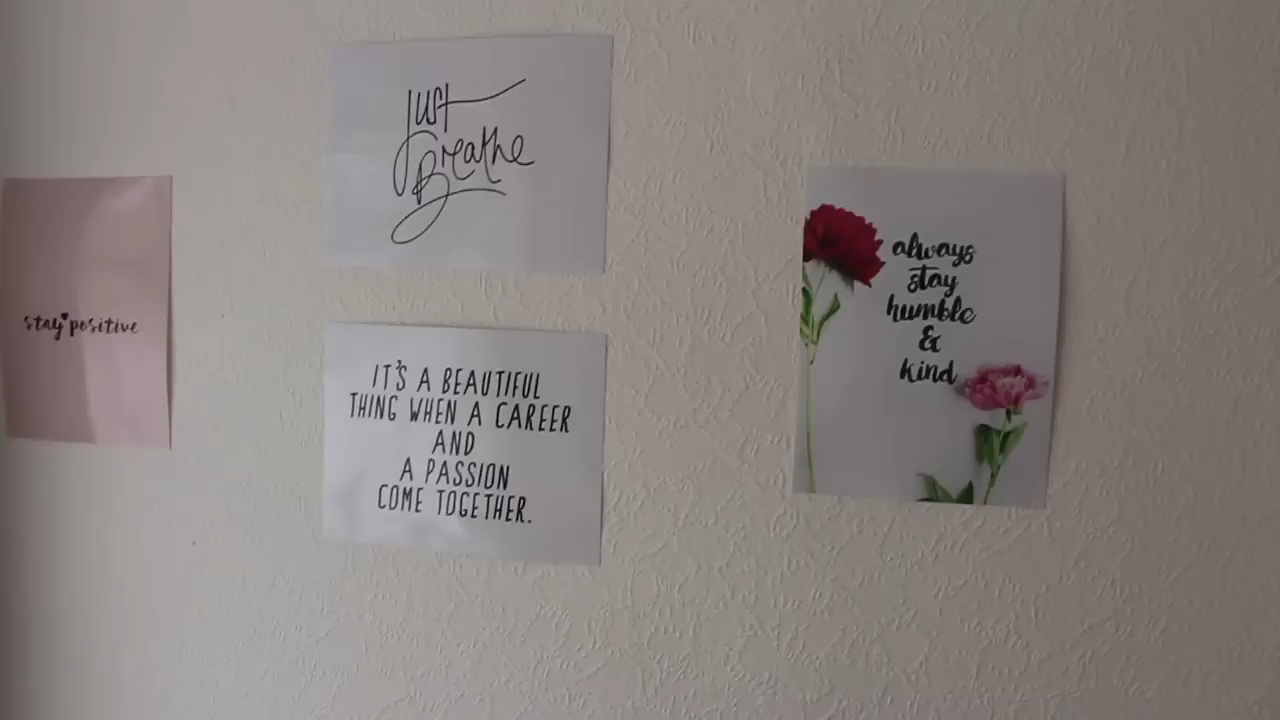 stay positive
Just
Breathe
IT'S A BEAUTIFUL
THING WHEN A CAREER
AND
A PASSION
COME TOGETHER.
always
stay
humble
&
kind